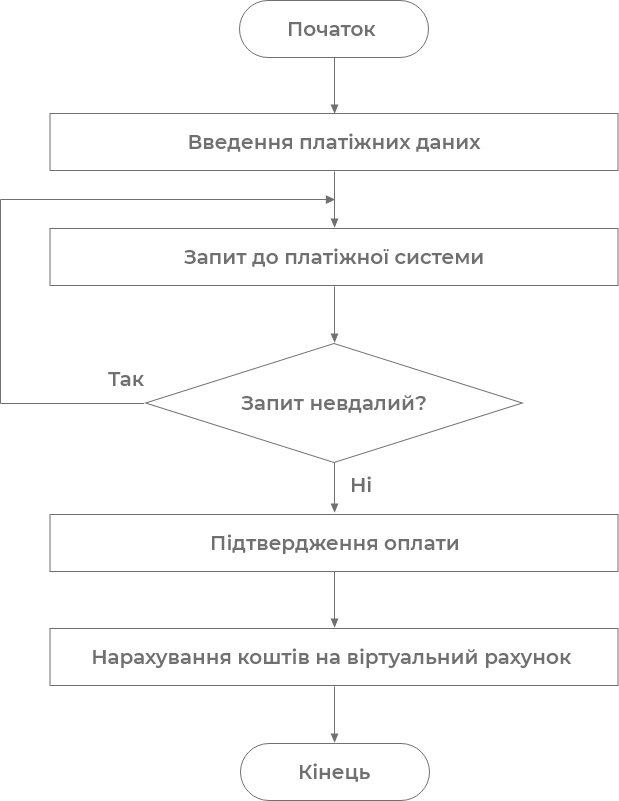 Початок
Введення платіжних даних
Запит до платіжної системи
Так
Запит невдалий?
Ні
Підтвердження оплати
Нарахування коштів на віртуальний рахунок
Кінець